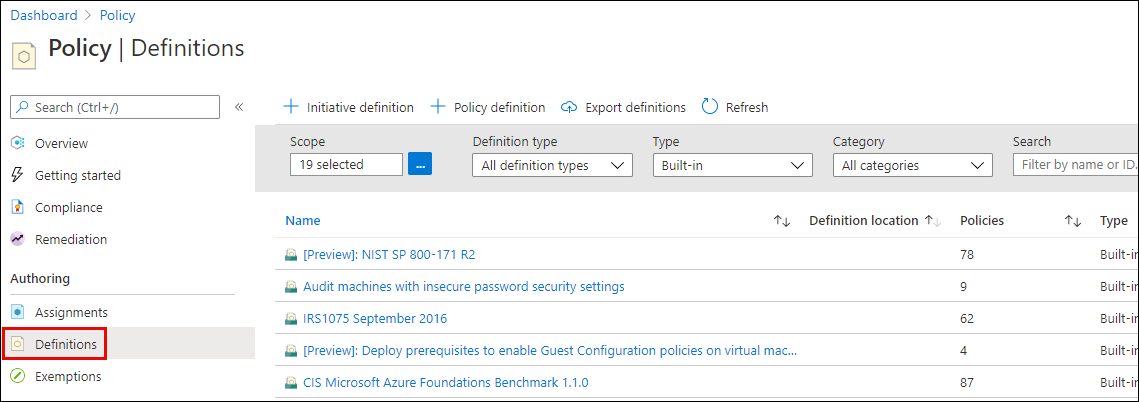 Dashboard > Policy
Policy | Definitions
Search (Ctrl+/)
«
Overview
Getting started
Compliance
Remediation
Authoring
Assignments
Definitions
Exemptions
Initiative definition
Policy definition
Export definitions
Refresh
Scope
19 selected
...
Definition type
All definition types
Type
Built-in
Category
All categories
Search
Filter by name or ID.
Name ↑↓ Definition location ↑↓ Policies ↑↓ Type
[Preview]: NIST SP 800-171 R2 78 Built-in
Audit machines with insecure password security settings 9 Built-in
IRS1075 September 2016 62 Built-in
[Preview]: Deploy prerequisites to enable Guest Configuration policies on virtual mac... 4 Built-in
CIS Microsoft Azure Foundations Benchmark 1.1.0 87 Built-in